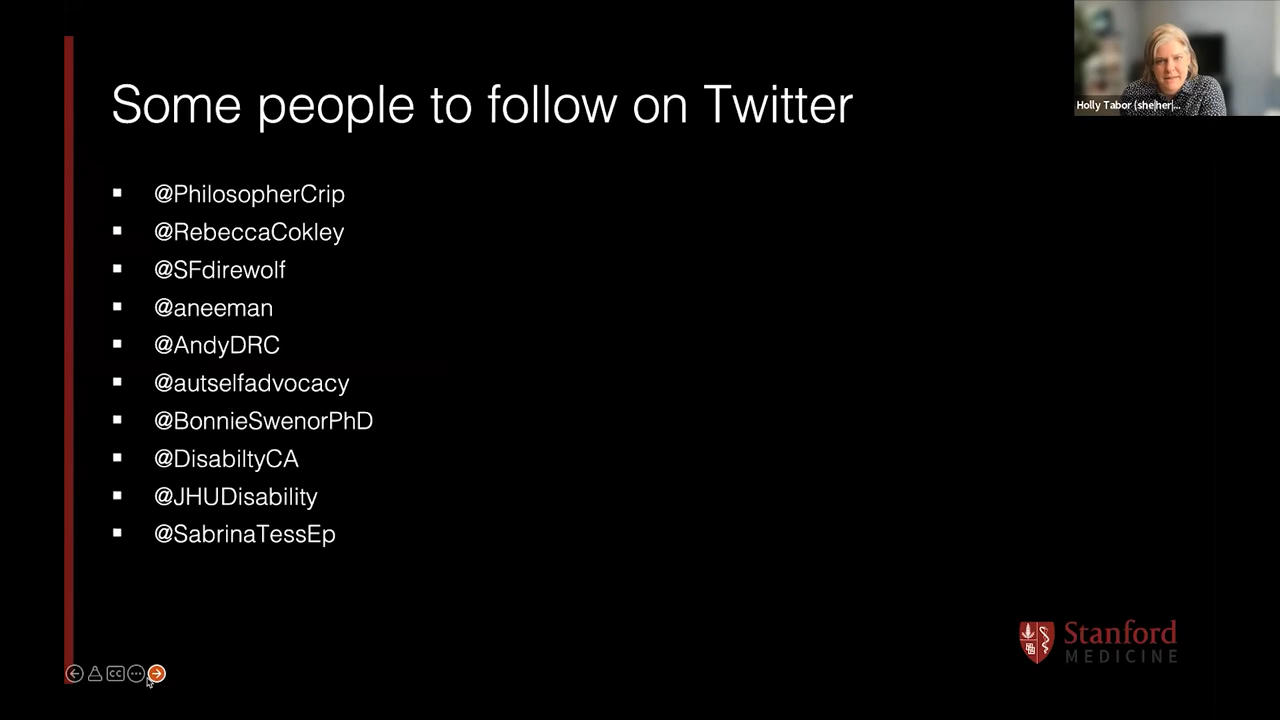 Some people to follow on Twitter
Holly Tabor (she|her|...
@PhilosopherCrip
@RebeccaCokley
@SFdirewolf
@aneeman
@AndyDRC
@autselfadvocacy
@BonnieSwenorPhD
@DisabiltyCA
@JHUDisability
@SabrinaTessEp
Stanford
MEDICINE
CC